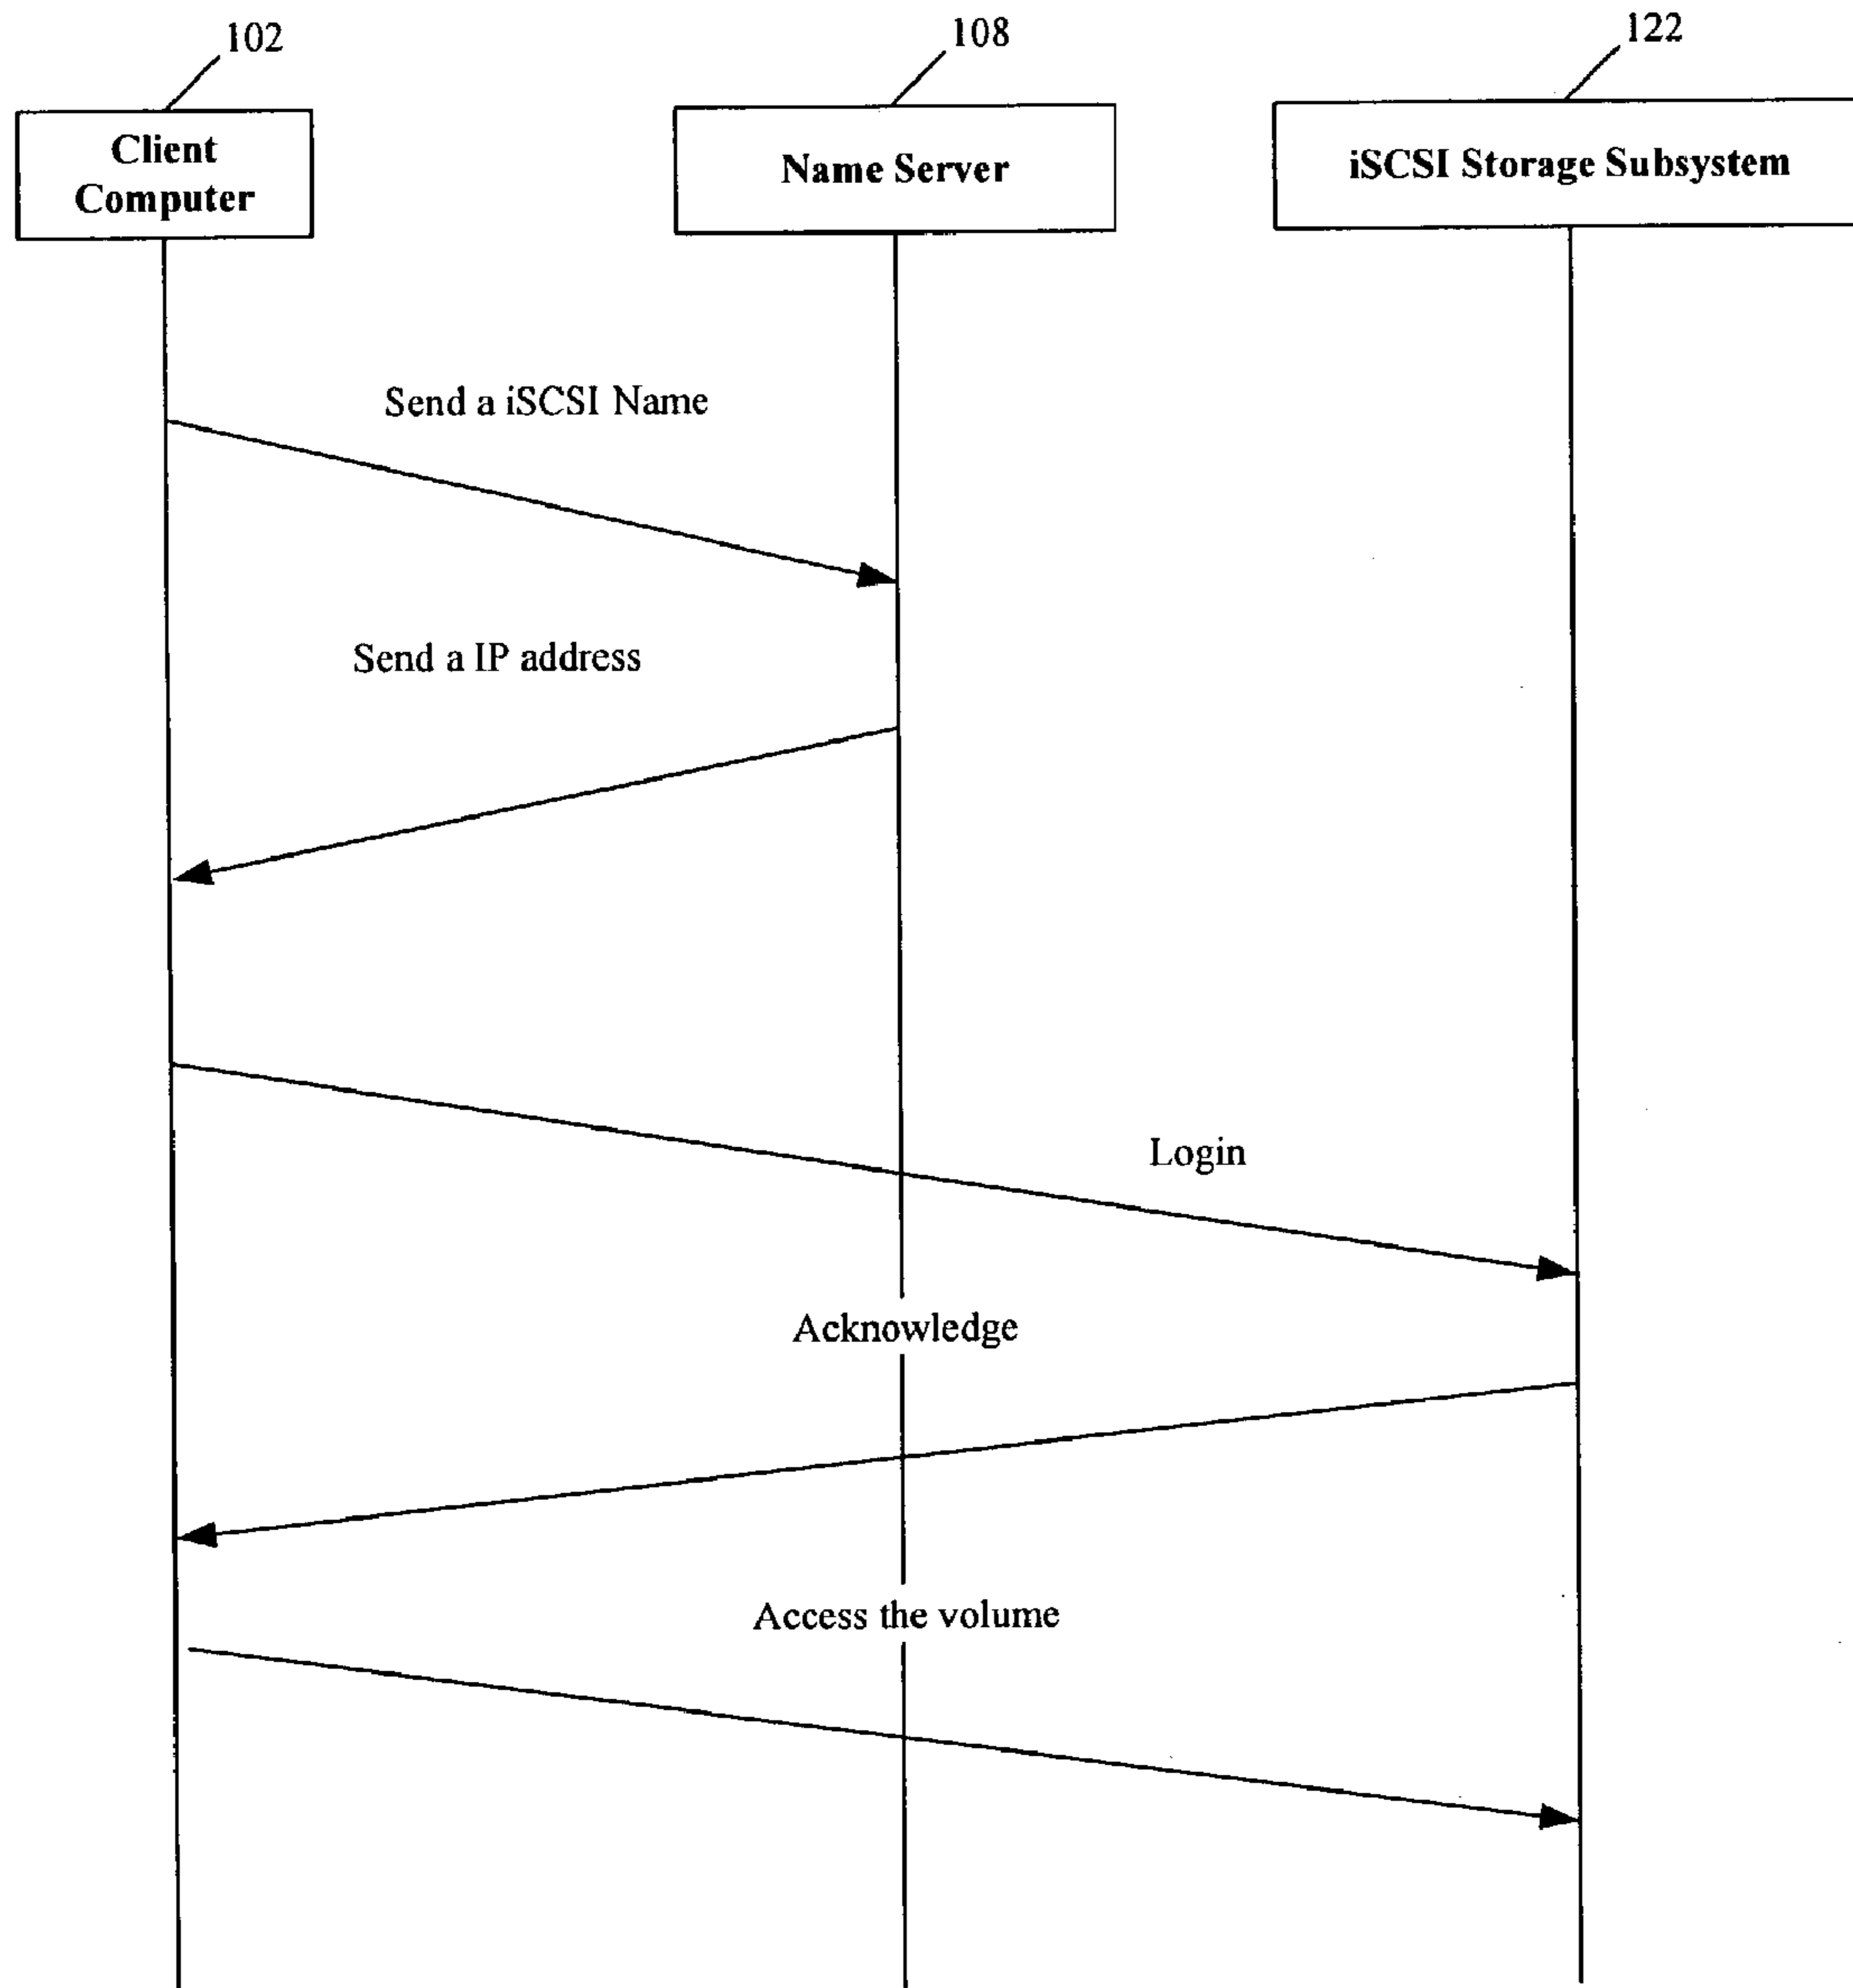 102
108
122
Client
Computer
Name Server
iSCSI Storage Subsystem
Send a iSCSI Name
Send a IP address
Login
Acknowledge
Access the volume